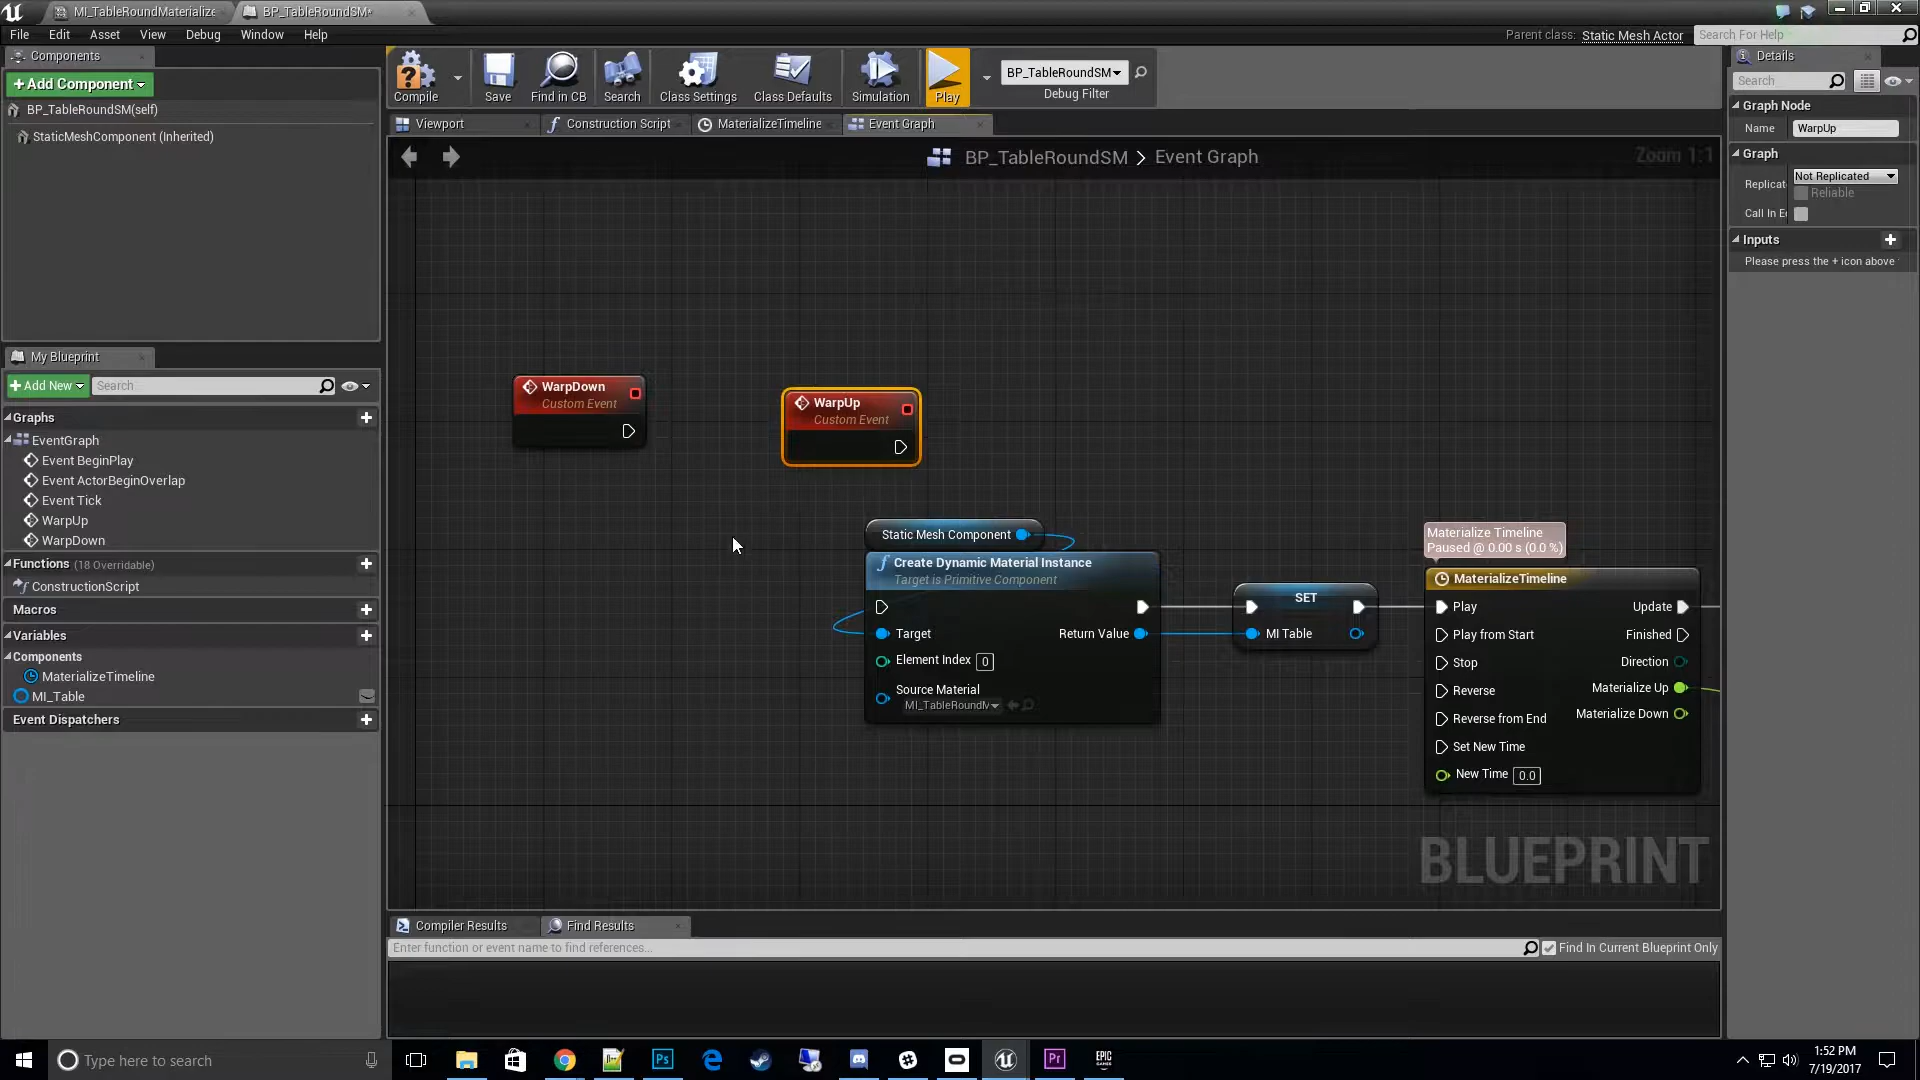 MI_TableRoundMaterialize
BP_TableRoundSM*
File Edit Asset View Debug Window Help
Parent class: Static Mesh Actor
Search For Help
Components
+Add Component
BP_TableRoundSM(self)
StaticMeshComponent (Inherited)
My Blueprint
+Add New
Search
Graphs
EventGraph
Event BeginPlay
Event ActorBeginOverlap
Event Tick
WarpUp
WarpDown
Functions (18 Overridable)
ConstructionScript
Macros
Variables
Components
MaterializeTimeline
MI_Table
Event Dispatchers
Compile
Save
Find in CB
Search
Class Settings
Class Defaults
Simulation
Play
BP_TableRoundSM
Debug Filter
Viewport
Construction Script
MaterializeTimeline
Event Graph
BP_TableRoundSM > Event Graph
Zoom 1:1
WarpDown
Custom Event
WarpUp
Custom Event
Static Mesh Component
Create Dynamic Material Instance
Target is Primitive Component
Target
Return Value
Element Index 0
Source Material
MI_TableRoundM
SET
MI Table
Materialize Timeline
Paused @ 0.00 s (0.0 %)
MaterializeTimeline
Play
Update
Play from Start
Finished
Stop
Direction
Reverse
Materialize Up
Reverse from End
Materialize Down
Set New Time
New Time 0.0
BLUEPRINT
Compiler Results
Find Results
Enter function or event name to find references...
Find In Current Blueprint Only
Details
Search
Graph Node
Name WarpUp
Graph
Replicat Not Replicated
Reliable
Call In E
Inputs
Please press the + icon above
Type here to search
Ps
Pr
EPIC
GAMES
1:52 PM
7/19/2017